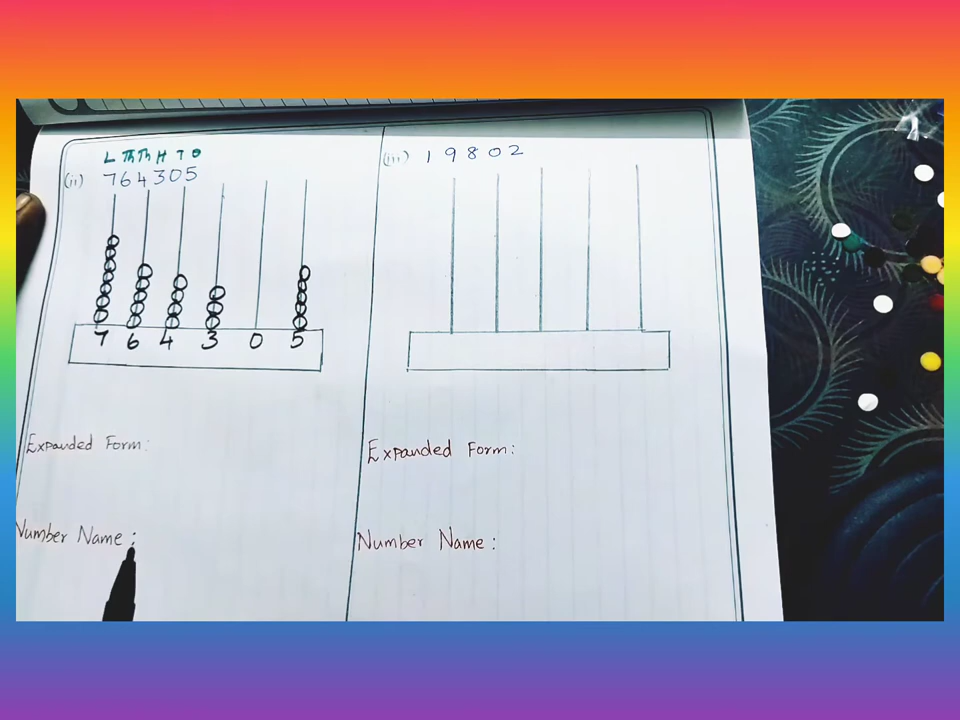 L Th Th H T O
(ii) 764305
7 6 4 3 0 5
Expanded Form:
Number Name:
(iii) 19802
Expanded Form:
Number Name: